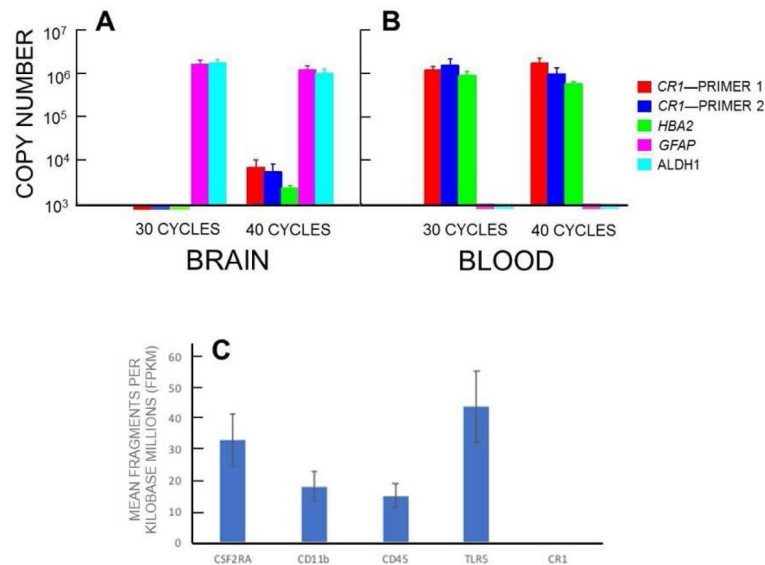 A
B
COPY NUMBER
10⁷
10⁶
10⁵
10⁴
10³
30 CYCLES 40 CYCLES
BRAIN
30 CYCLES 40 CYCLES
BLOOD
CR1—PRIMER 1
CR1—PRIMER 2
HBA2
GFAP
ALDH1
C
MEAN FRAGMENTS PER
KILOBASE MILLIONS (FPKM)
60
50
40
30
20
10
0
CSF2RA CD11b CD45 TLR5 CR1